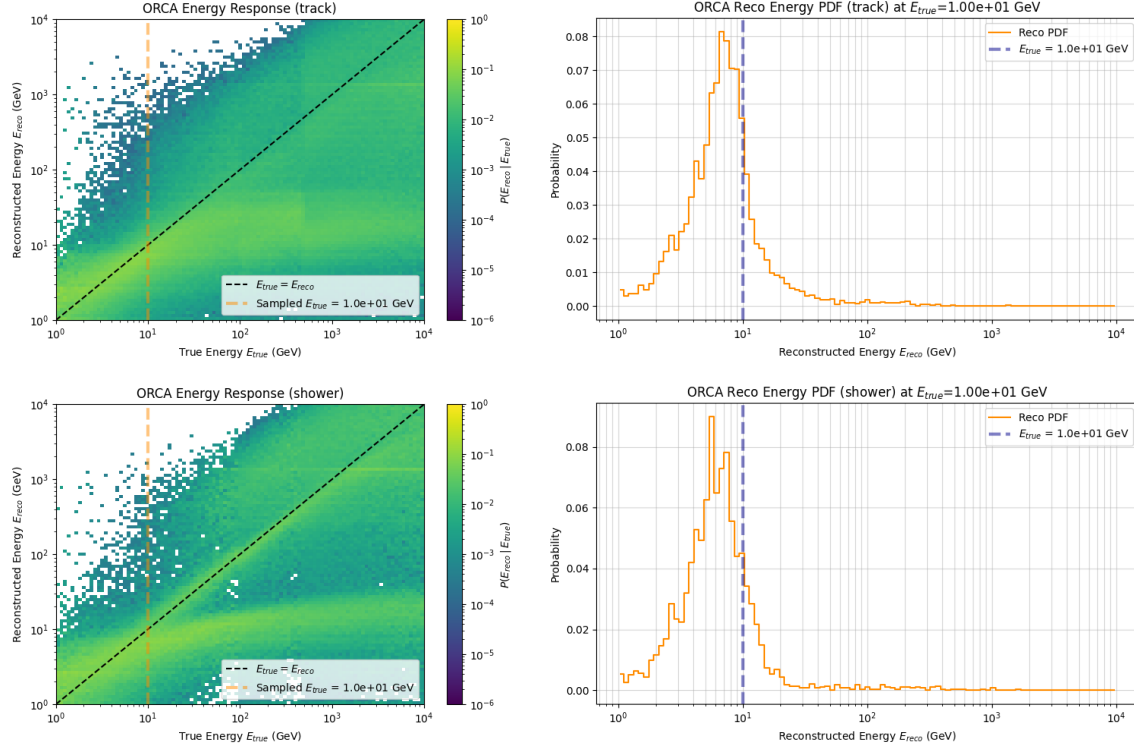 ORCA Energy Response (track)
10⁴
10³
10²
10¹
10⁰
Reconstructed Energy E_reco (GeV)
E_true = E_reco
Sampled E_true = 1.0e+01 GeV
10⁰ 10¹ 10² 10³ 10⁴
True Energy E_true (GeV)
10⁰
10⁻¹
10⁻²
10⁻³
10⁻⁴
10⁻⁵
10⁻⁶
P(E_reco | E_true)
ORCA Reco Energy PDF (track) at E_true=1.00e+01 GeV
0.08
0.07
0.06
0.05
0.04
0.03
0.02
0.01
0.00
Probability
Reco PDF
E_true = 1.0e+01 GeV
10⁰ 10¹ 10² 10³ 10⁴
Reconstructed Energy E_reco (GeV)
ORCA Energy Response (shower)
10⁴
10³
10²
10¹
10⁰
Reconstructed Energy E_reco (GeV)
E_true = E_reco
Sampled E_true = 1.0e+01 GeV
10⁰ 10¹ 10² 10³ 10⁴
True Energy E_true (GeV)
10⁰
10⁻¹
10⁻²
10⁻³
10⁻⁴
10⁻⁵
10⁻⁶
P(E_reco | E_true)
ORCA Reco Energy PDF (shower) at E_true=1.00e+01 GeV
0.08
0.06
0.04
0.02
0.00
Probability
Reco PDF
E_true = 1.0e+01 GeV
10⁰ 10¹ 10² 10³ 10⁴
Reconstructed Energy E_reco (GeV)